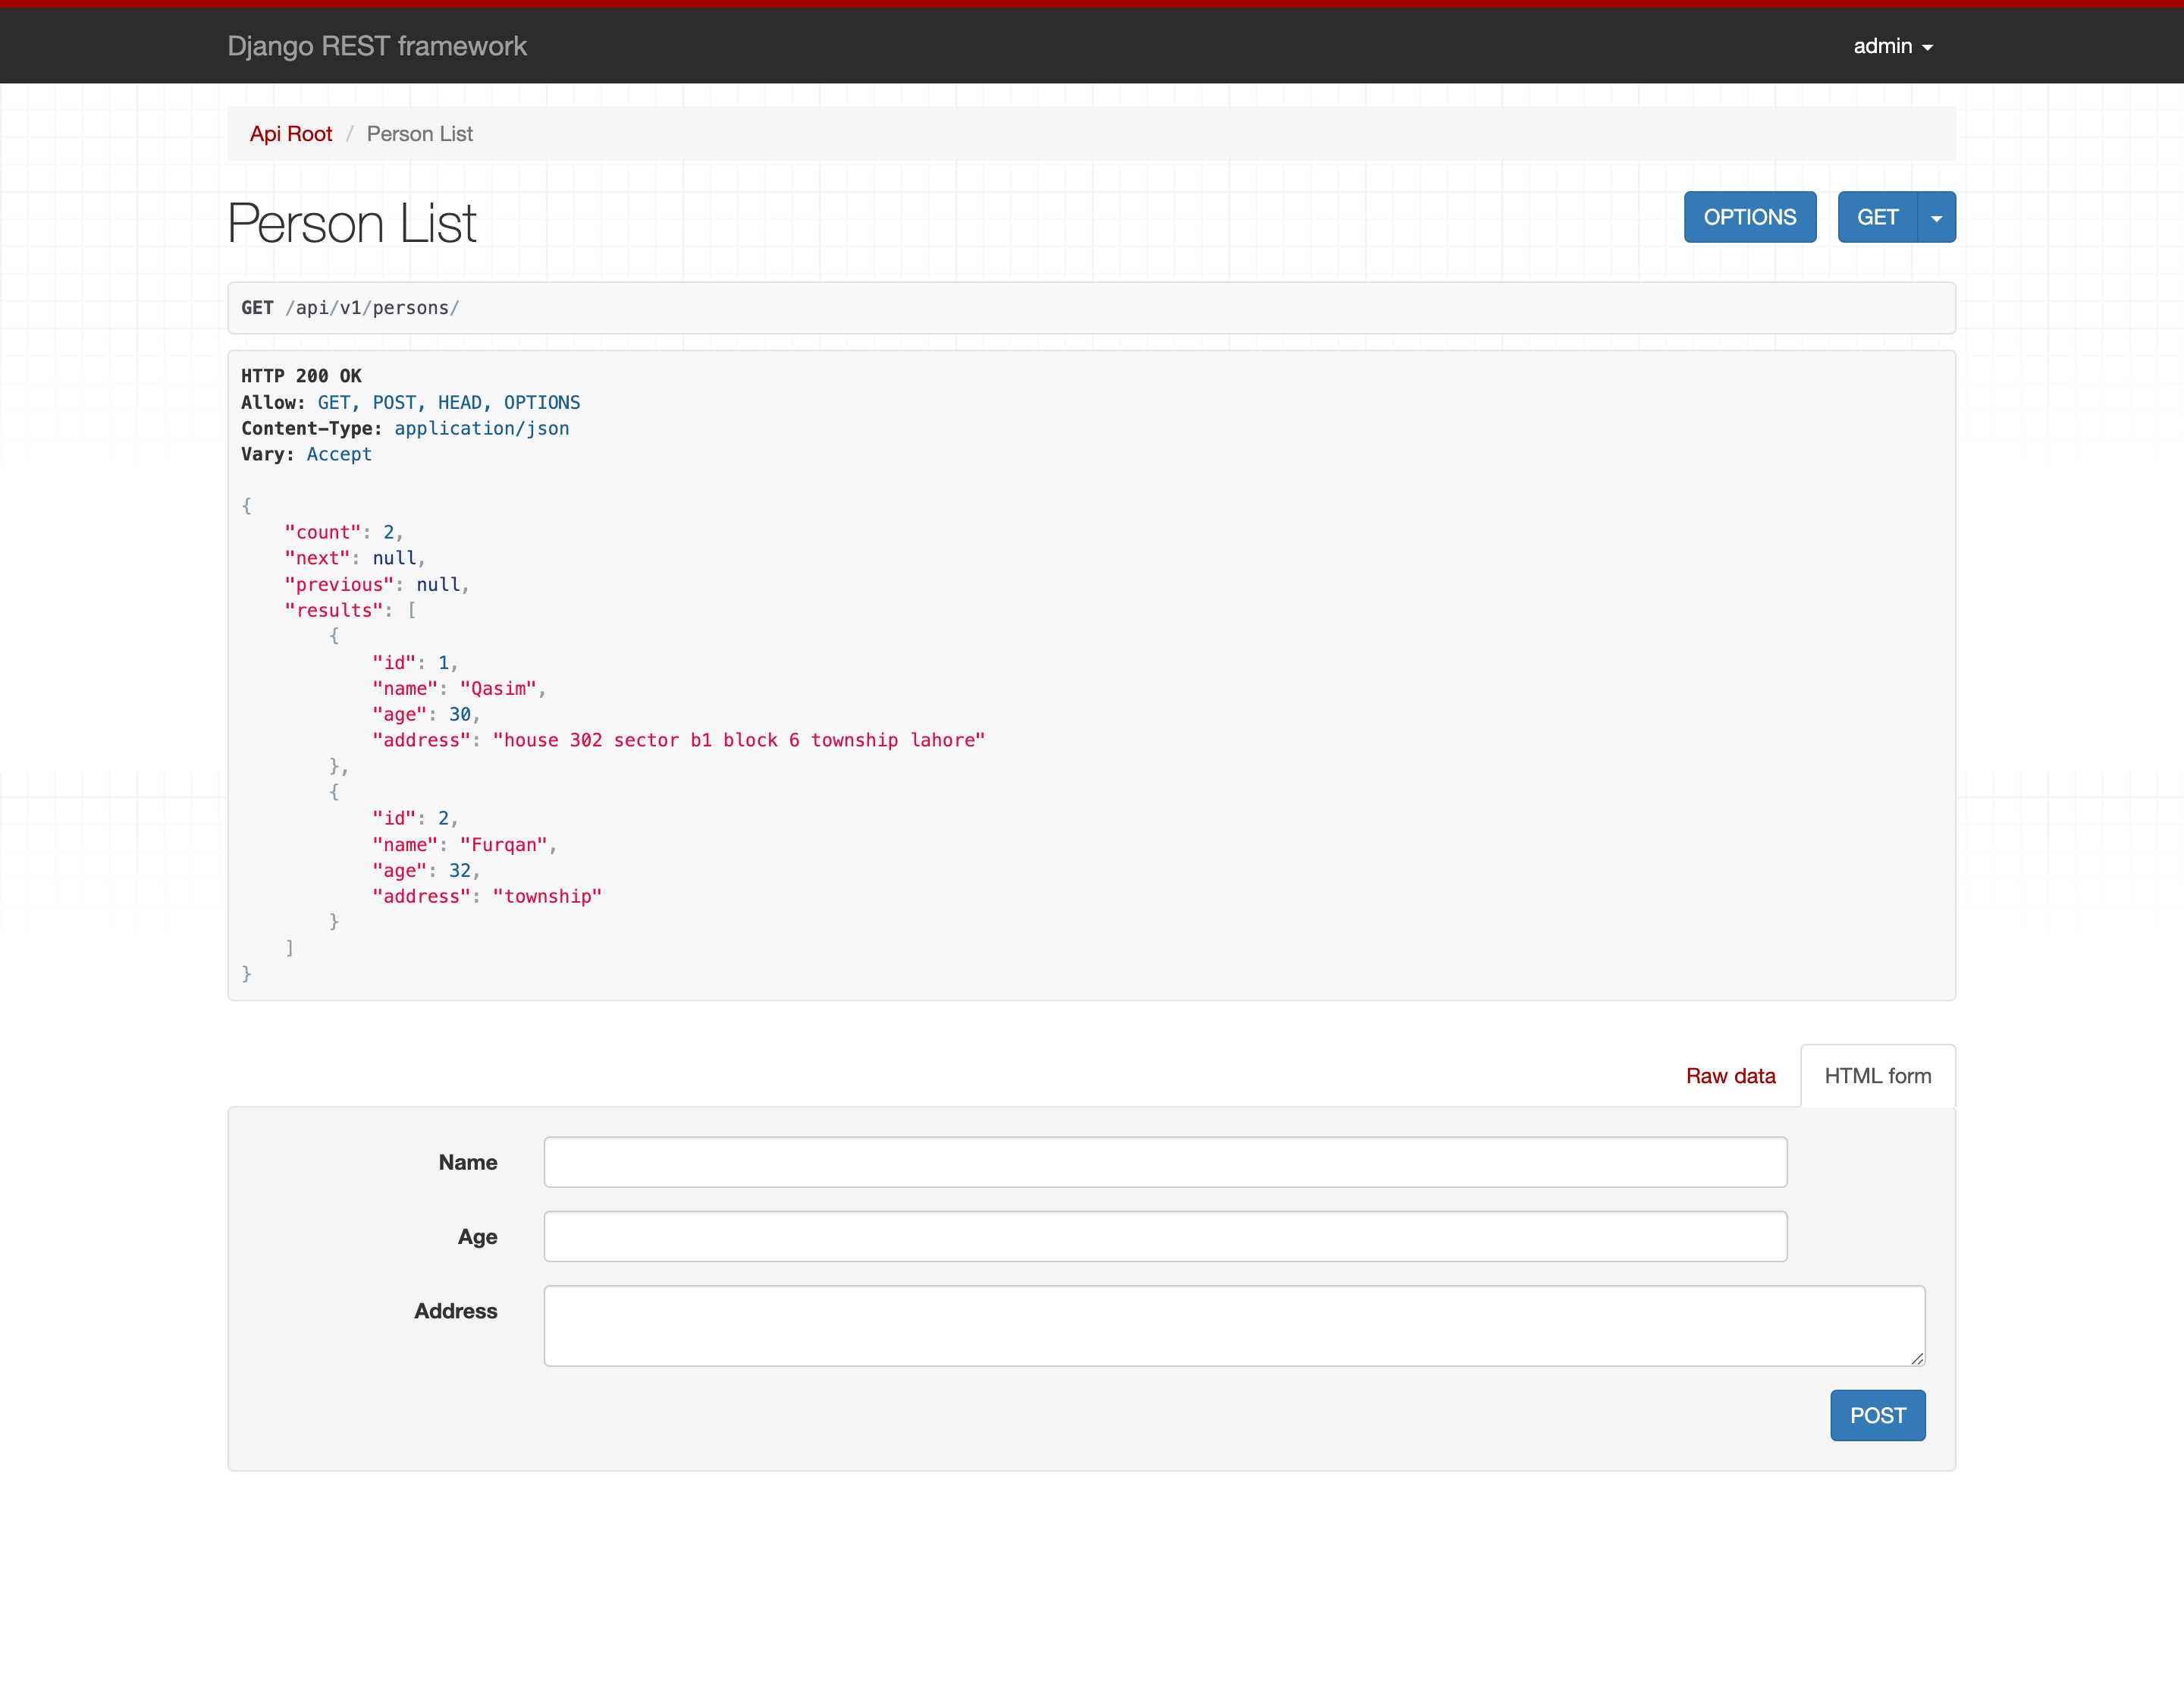 Django REST framework
admin
Api Root / Person List
Person List
OPTIONS
GET
GET /api/v1/persons/
HTTP 200 OK
Allow: GET, POST, HEAD, OPTIONS
Content-Type: application/json
Vary: Accept
{
    "count": 2,
    "next": null,
    "previous": null,
    "results": [
        {
            "id": 1,
            "name": "Qasim",
            "age": 30,
            "address": "house 302 sector b1 block 6 township lahore"
        },
        {
            "id": 2,
            "name": "Furqan",
            "age": 32,
            "address": "township"
        }
    ]
}
Raw data
HTML form
Name
Age
Address
POST